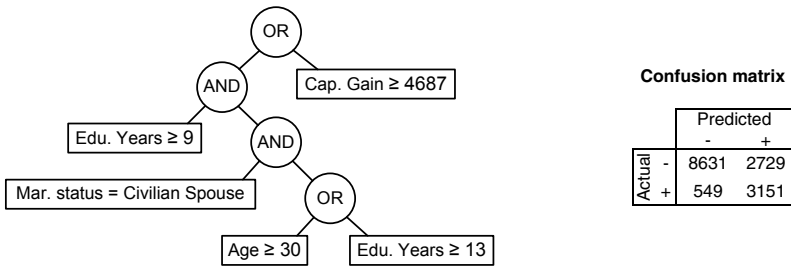 OR
AND
Cap. Gain ≥ 4687
Edu. Years ≥ 9
AND
Mar. status = Civilian Spouse
OR
Age ≥ 30
Edu. Years ≥ 13
Confusion matrix
Predicted
- +
Actual
- 8631 2729
+ 549 3151